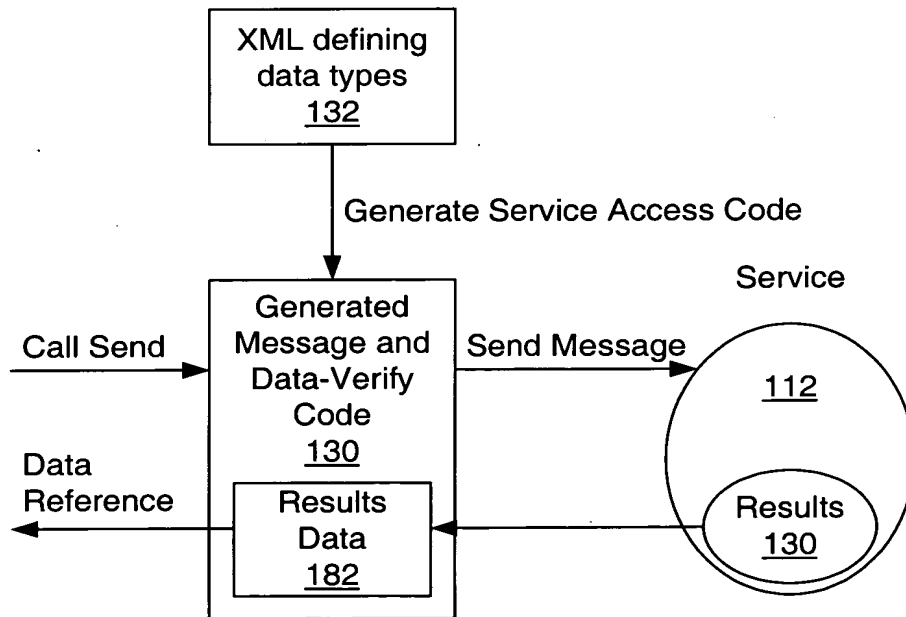 XML defining
data types
132
Generate Service Access Code
Service
Call Send
Generated
Message and
Data-Verify
Code
130
Send Message
112
Data
Reference
Results
Data
182
Results
130